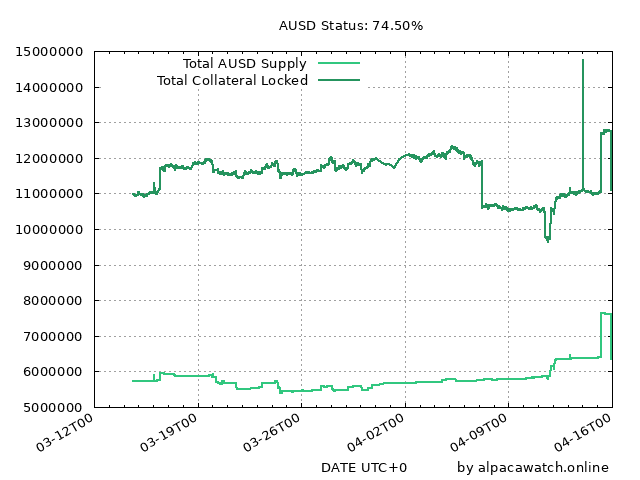 AUSD Status: 74.50%
15000000
Total AUSD Supply
Total Collateral Locked
14000000
13000000
12000000
11000000
10000000
9000000
8000000
7000000
6000000
5000000
03-12T00
03-19T00
03-26T00
04-02T00
04-09T00
04-16T00
DATE UTC+0
by alpacawatch.online